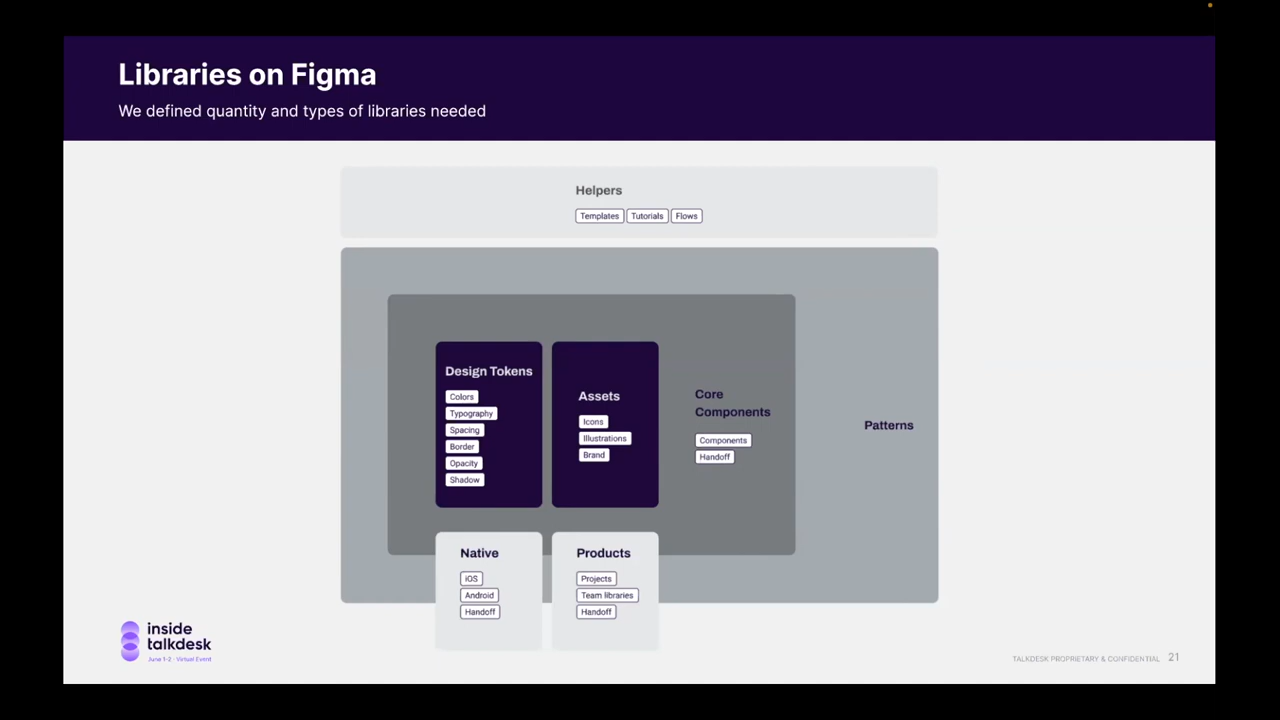 Libraries on Figma
We defined quantity and types of libraries needed
Helpers
Templates Tutorials Flows
Design Tokens
Colors
Typography
Spacing
Border
Opacity
Shadow
Assets
Icons
Illustrations
Brand
Core
Components
Components
Handoff
Patterns
Native
iOS
Android
Handoff
Products
Projects
Team libraries
Handoff
inside
talkdesk
June 1-2 - Virtual Event
TALKDESK PROPRIETARY & CONFIDENTIAL 21